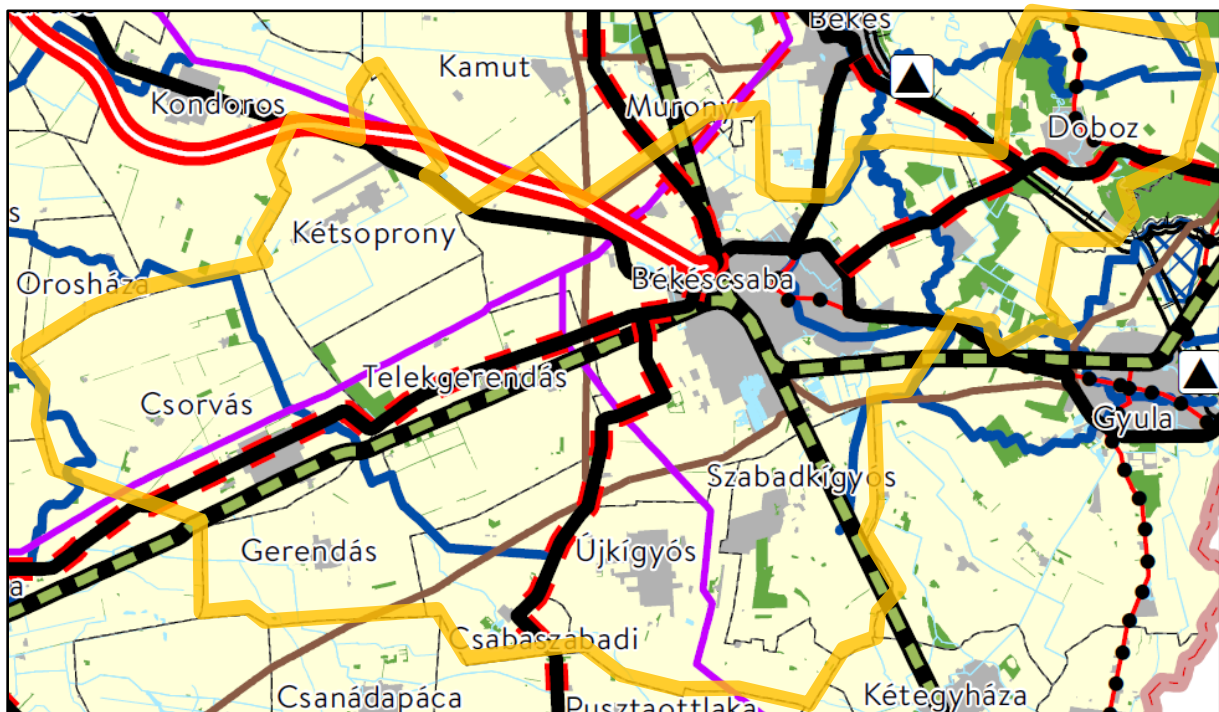 Békés
Kamut
Kondoros
Murony
Doboz
s
Kétsoprony
Orosháza
Békéscsaba
Telekgerendás
Csorvás
Gyula
Szabadkígyós
Gerendás
Újkígyós
a
Csabaszabadi
Csanádapáca
Kétegyháza
Pusztaottlaka